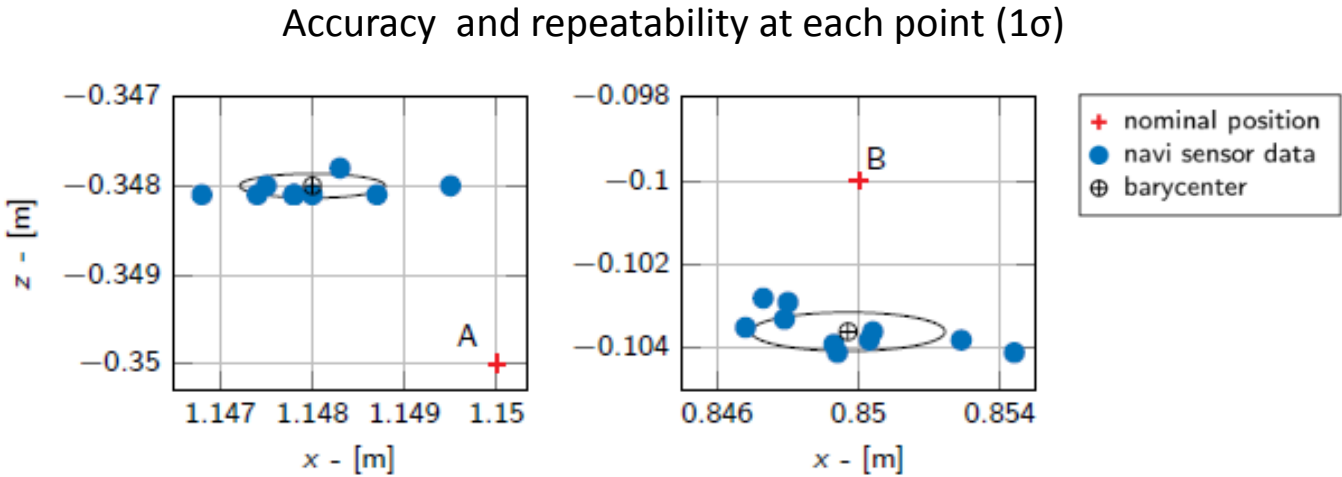 Accuracy and repeatability at each point (1σ)
−0.347
−0.348
−0.349
−0.35
z - [m]
A
1.147 1.148 1.149 1.15
x - [m]
−0.098
−0.1
−0.102
−0.104
B
0.846 0.85 0.854
x - [m]
nominal position
navi sensor data
barycenter